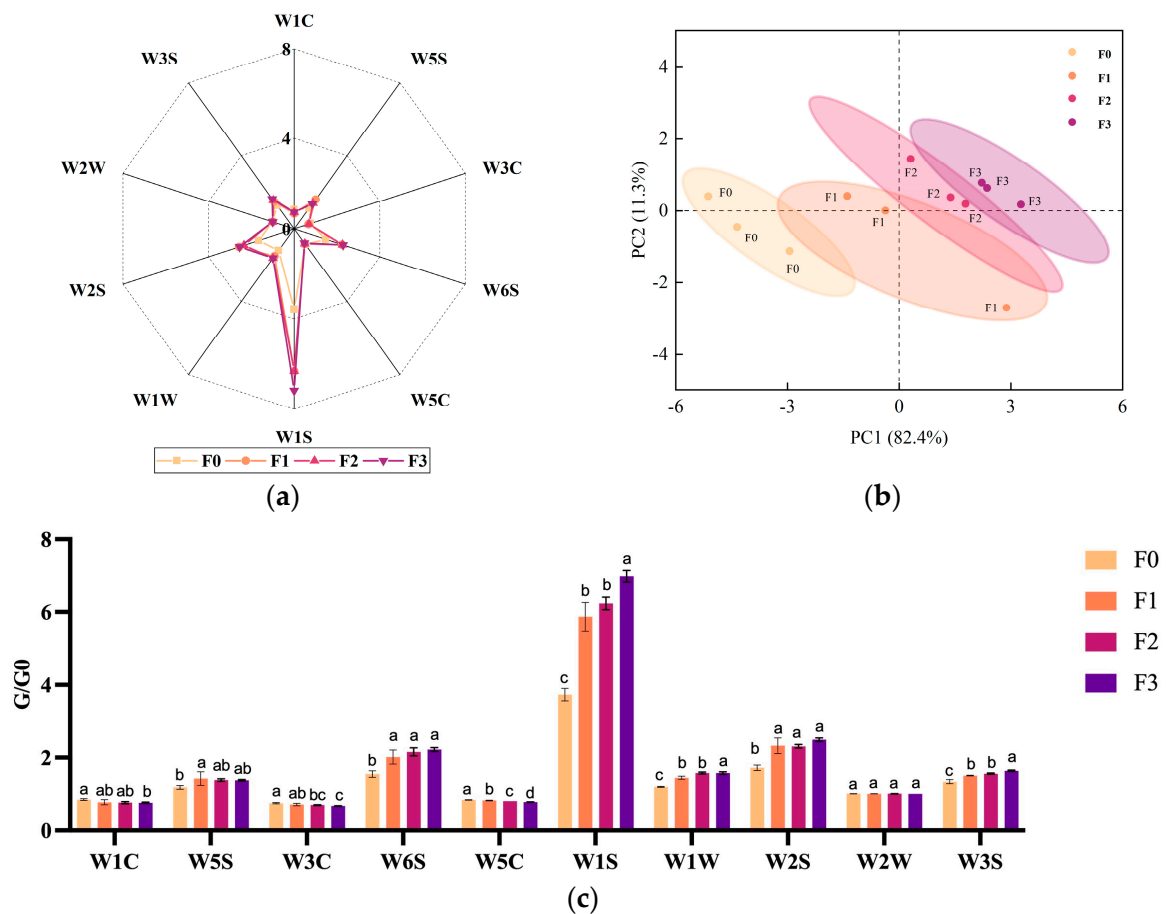 W1C
W3S
W5S
W2W
W3C
W2S
W6S
W1W
W5C
W1S
8
4
0
F0 F1 F2 F3
(a)
PC2 (11.3%)
4
2
0
-2
-4
-6 -3 0 3 6
PC1 (82.4%)
F0
F1
F2
F3
F0
F0
F0
F1
F1
F1
F2
F2
F2
F3
F3
F3
(b)
G/G0
8
6
4
2
0
a ab ab b
b a ab ab
a ab bc c
b a a a
a b c d
c b b a
c b a a
b a a a
a a a a
c b b a
W1C W5S W3C W6S W5C W1S W1W W2S W2W W3S
F0
F1
F2
F3
(c)